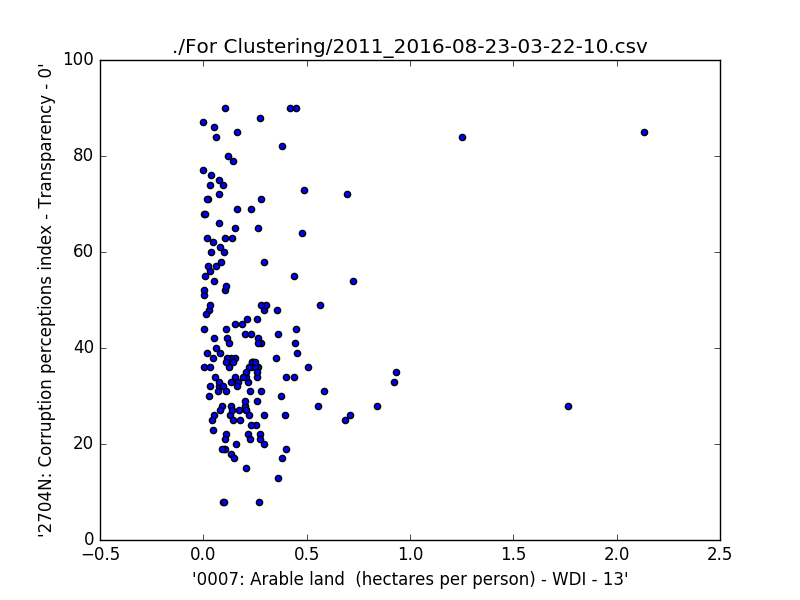 ./For Clustering/2011_2016-08-23-03-22-10.csv
100
80
60
40
20
0
'2704N: Corruption perceptions index - Transparency - 0'
−0.5 0.0 0.5 1.0 1.5 2.0 2.5
'0007: Arable land  (hectares per person) - WDI - 13'